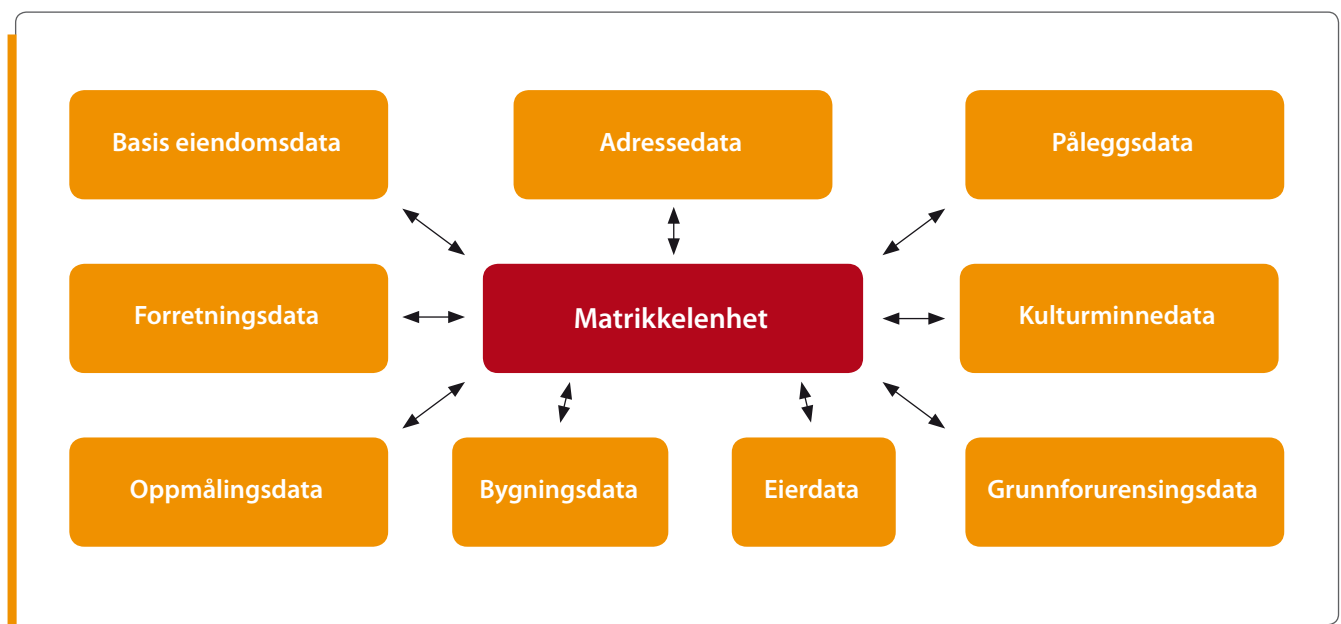 Basis eiendomsdata
Adressedata
Påleggsdata
Forretningsdata
Matrikkelenhet
Kulturminnedata
Oppmålingsdata
Bygningsdata
Eierdata
Grunnforurensingsdata